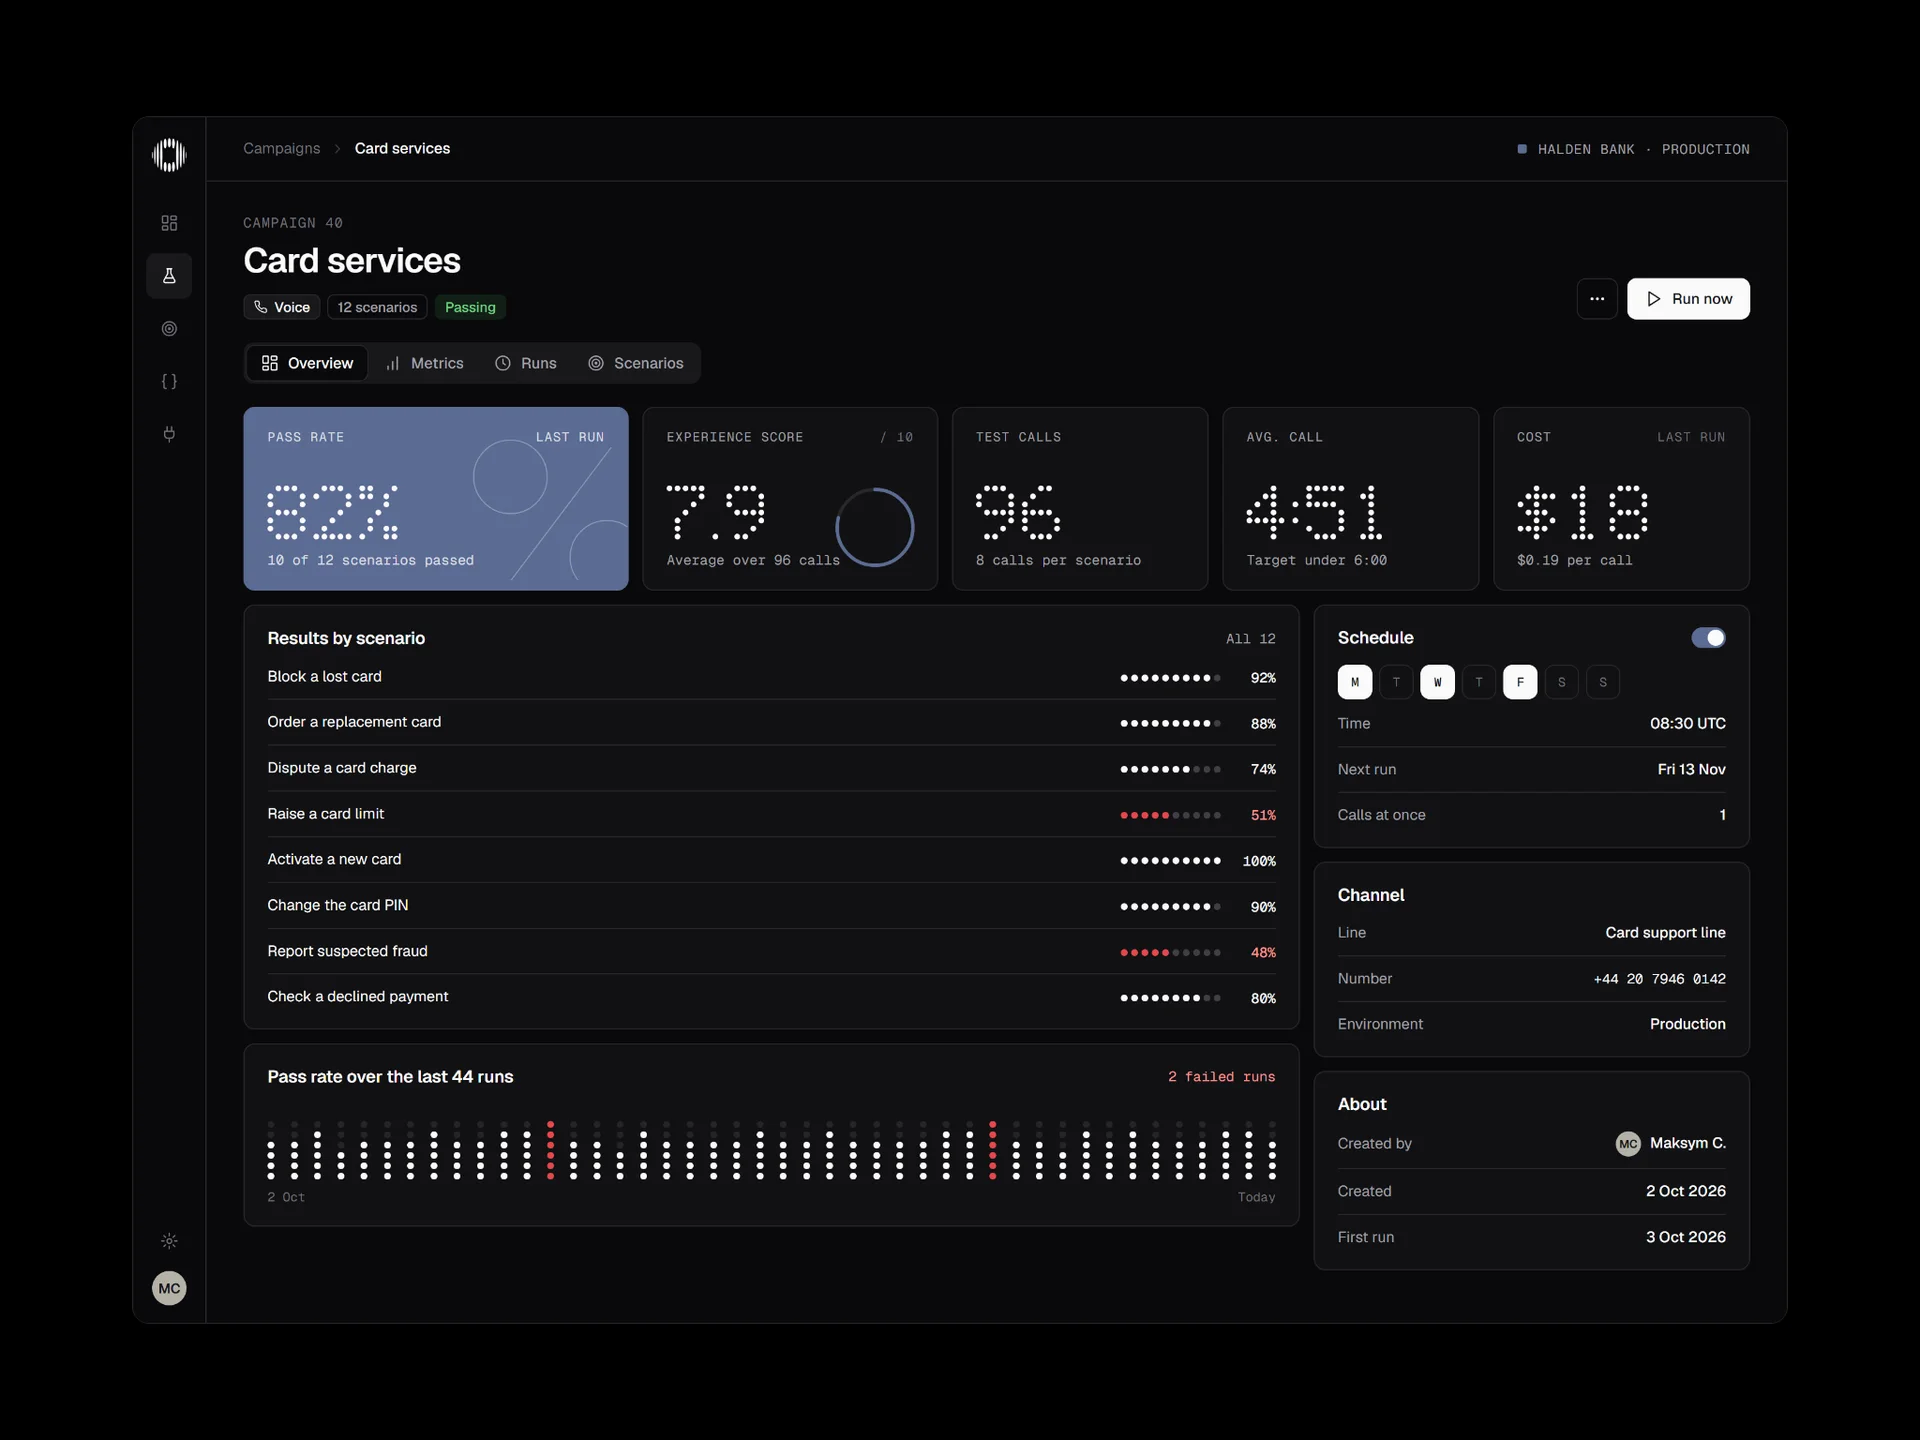 Campaigns > Card services
HALDEN BANK · PRODUCTION
CAMPAIGN 40
Card services
Voice
12 scenarios
Passing
... 
Run now
Overview
Metrics
Runs
Scenarios
PASS RATE
LAST RUN
82%
10 of 12 scenarios passed
EXPERIENCE SCORE
/ 10
7.9
Average over 96 calls
TEST CALLS
96
8 calls per scenario
AVG. CALL
4:51
Target under 6:00
COST
LAST RUN
$18
$0.19 per call
Results by scenario
All 12
Block a lost card 92%
Order a replacement card 88%
Dispute a card charge 74%
Raise a card limit 51%
Activate a new card 100%
Change the card PIN 90%
Report suspected fraud 48%
Check a declined payment 80%
Pass rate over the last 44 runs
2 failed runs
2 Oct
Today
Schedule
M T W T F S S
Time 08:30 UTC
Next run Fri 13 Nov
Calls at once 1
Channel
Line Card support line
Number +44 20 7946 0142
Environment Production
About
Created by MC Maksym C.
Created 2 Oct 2026
First run 3 Oct 2026
MC